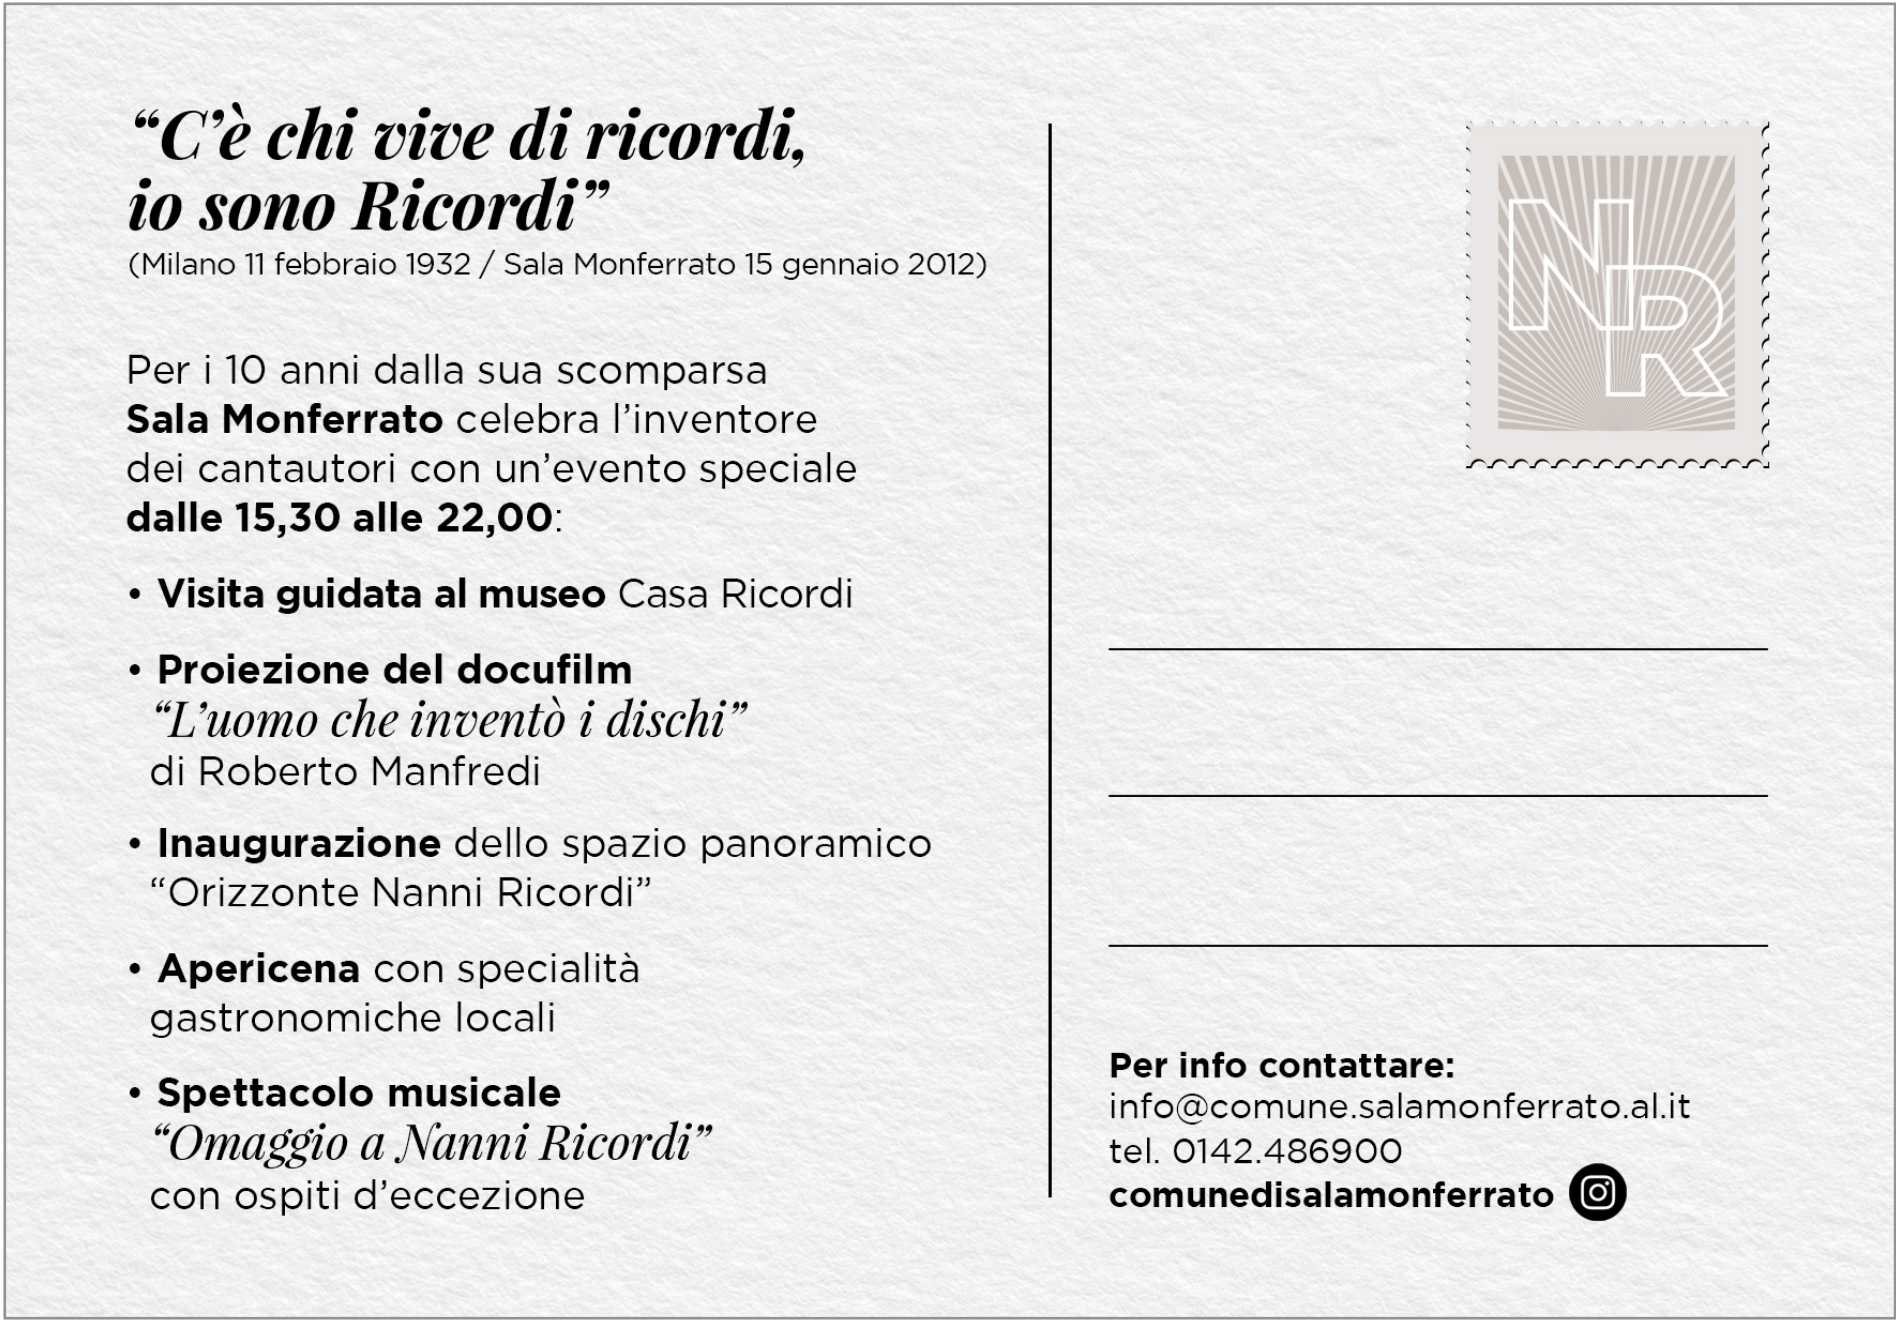 “C’è chi vive di ricordi,
io sono Ricordi”
(Milano 11 febbraio 1932 / Sala Monferrato 15 gennaio 2012)
Per i 10 anni dalla sua scomparsa
Sala Monferrato celebra l’inventore
dei cantautori con un’evento speciale
dalle 15,30 alle 22,00:
• Visita guidata al museo Casa Ricordi
• Proiezione del docufilm
“L’uomo che inventò i dischi”
di Roberto Manfredi
• Inaugurazione dello spazio panoramico
“Orizzonte Nanni Ricordi”
• Apericena con specialità
gastronomiche locali
• Spettacolo musicale
“Omaggio a Nanni Ricordi”
con ospiti d’eccezione
NR
Per info contattare:
info@comune.salamonferrato.al.it
tel. 0142.486900
comunedisalamonferrato